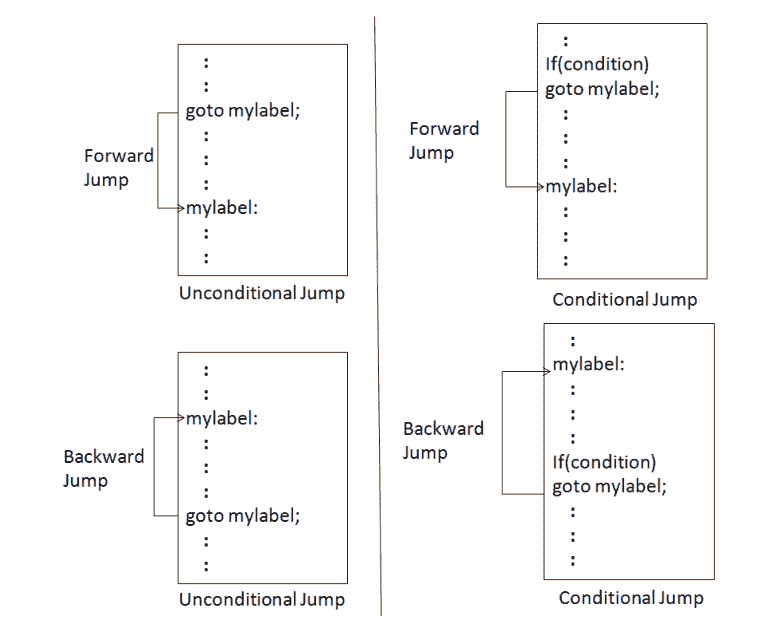 :
:
goto mylabel;
:
:
:
mylabel:
:
:
Forward
Jump
Unconditional Jump
:
If(condition)
goto mylabel;
:
:
:
mylabel:
:
:
:
Forward
Jump
Conditional Jump
:
:
mylabel:
:
:
:
goto mylabel;
:
:
Backward
Jump
Unconditional Jump
:
mylabel:
:
:
:
If(condition)
goto mylabel;
:
:
:
Backward
Jump
Conditional Jump